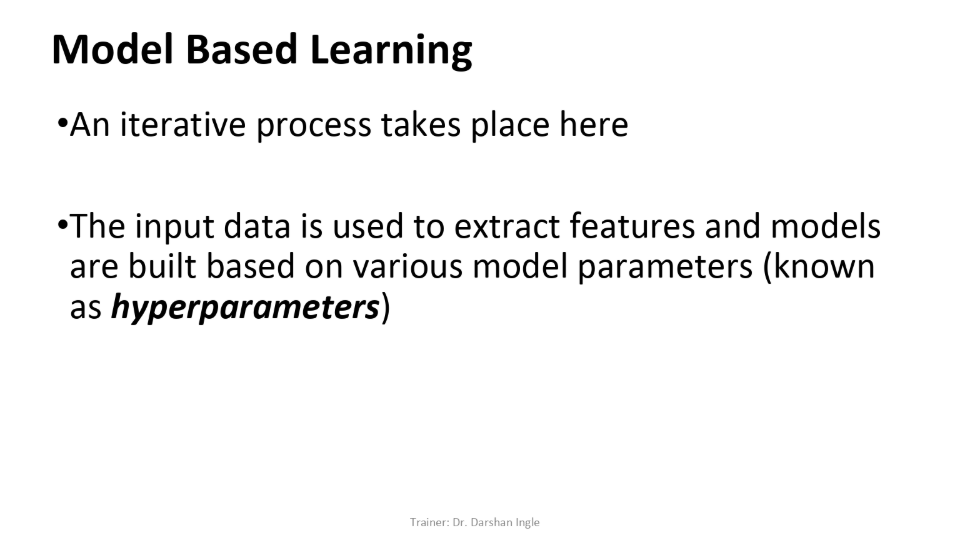 Model Based Learning
•An iterative process takes place here
•The input data is used to extract features and models
are built based on various model parameters (known
as hyperparameters)
Trainer: Dr. Darshan Ingle